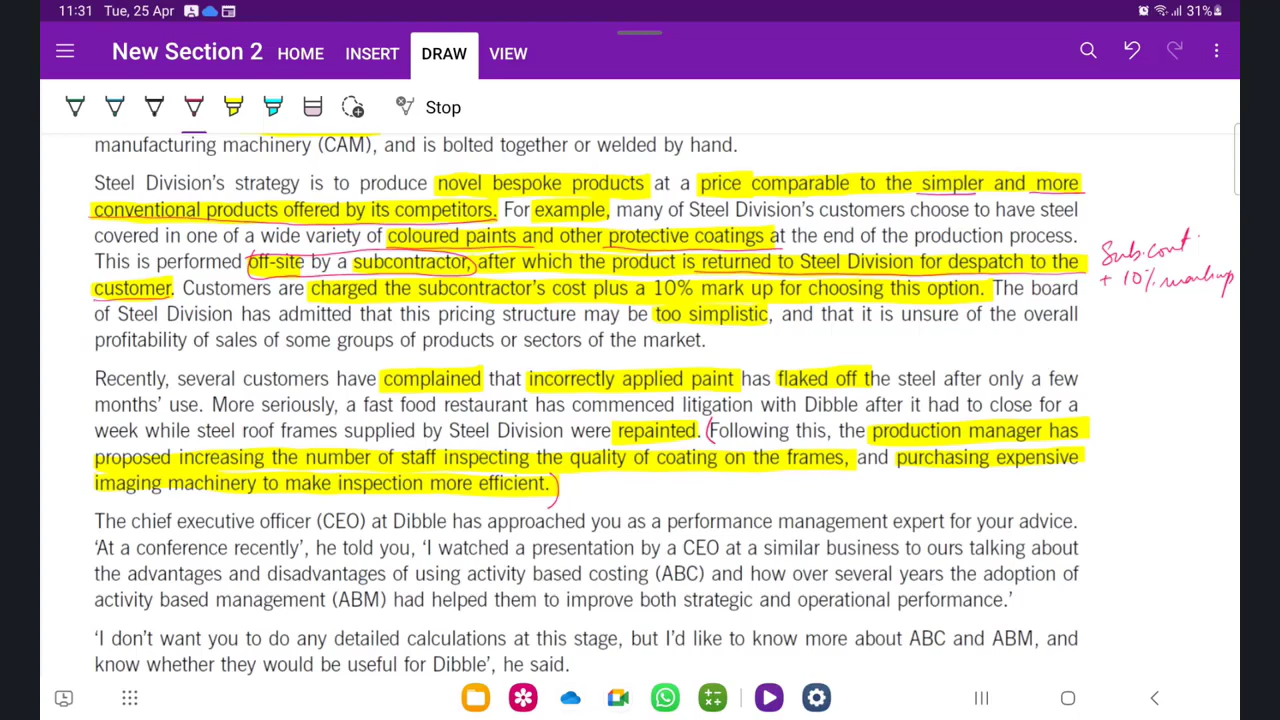 11:31 Tue, 25 Apr
31%
New Section 2 HOME INSERT DRAW VIEW
Stop
manufacturing machinery (CAM), and is bolted together or welded by hand.
Steel Division's strategy is to produce novel bespoke products at a price comparable to the simpler and more
conventional products offered by its competitors. For example, many of Steel Division's customers choose to have steel
covered in one of a wide variety of coloured paints and other protective coatings at the end of the production process.
This is performed off-site by a subcontractor, after which the product is returned to Steel Division for despatch to the
customer. Customers are charged the subcontractor's cost plus a 10% mark up for choosing this option. The board
of Steel Division has admitted that this pricing structure may be too simplistic, and that it is unsure of the overall
profitability of sales of some groups of products or sectors of the market.
Sub.cont.
+ 10% markup
Recently, several customers have complained that incorrectly applied paint has flaked off the steel after only a few
months' use. More seriously, a fast food restaurant has commenced litigation with Dibble after it had to close for a
week while steel roof frames supplied by Steel Division were repainted. Following this, the production manager has
proposed increasing the number of staff inspecting the quality of coating on the frames, and purchasing expensive
imaging machinery to make inspection more efficient.
The chief executive officer (CEO) at Dibble has approached you as a performance management expert for your advice.
'At a conference recently', he told you, 'I watched a presentation by a CEO at a similar business to ours talking about
the advantages and disadvantages of using activity based costing (ABC) and how over several years the adoption of
activity based management (ABM) had helped them to improve both strategic and operational performance.'
'I don't want you to do any detailed calculations at this stage, but I'd like to know more about ABC and ABM, and
know whether they would be useful for Dibble', he said.